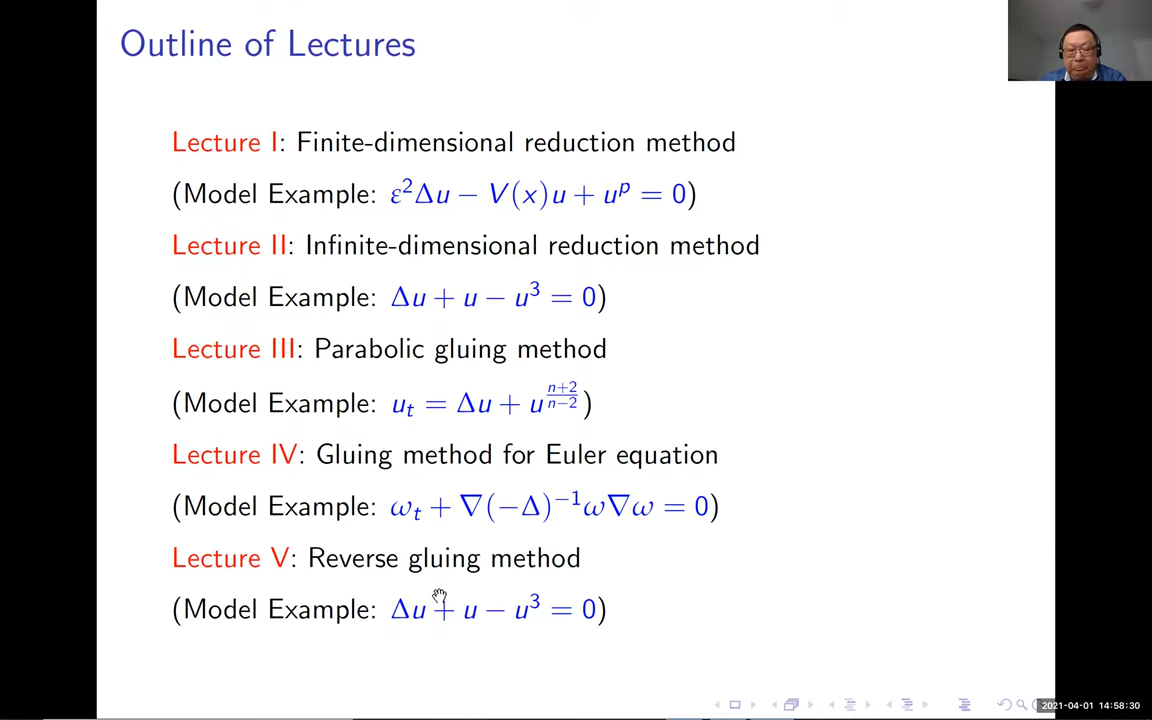 Outline of Lectures
Lecture I: Finite-dimensional reduction method
(Model Example: ε²Δu − V(x)u + u^p = 0)
Lecture II: Infinite-dimensional reduction method
(Model Example: Δu + u − u³ = 0)
Lecture III: Parabolic gluing method
(Model Example: u_t = Δu + u^{\frac{n+2}{n−2}})
Lecture IV: Gluing method for Euler equation
(Model Example: ω_t + ∇(−Δ)^{−1}ω∇ω = 0)
Lecture V: Reverse gluing method
(Model Example: Δu + u − u³ = 0)
2021-04-01 14:58:30